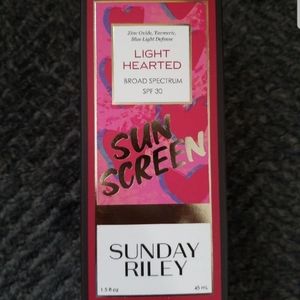 Zinc Oxide, Turmeric,
Blue Light Defense
LIGHT
HEARTED
BROAD SPECTRUM
SPF 30
SUN
SCREEN
SUNDAY
RILEY
1.5 fl oz 45 mL